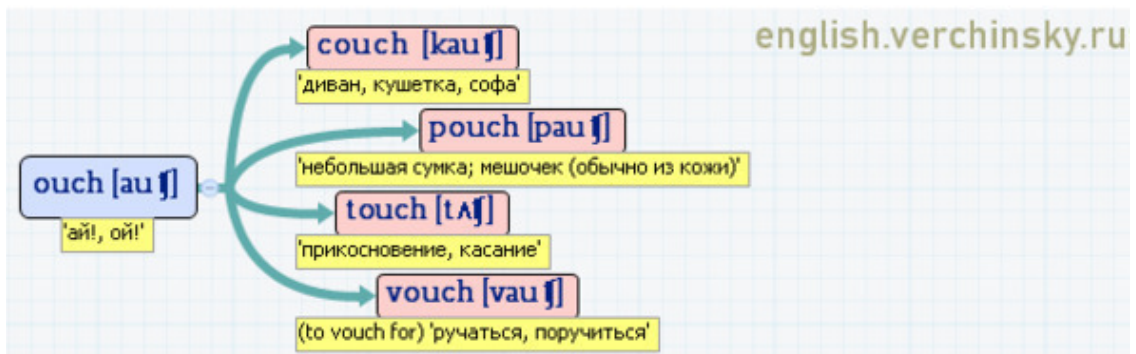 english.verchinsky.ru
couch [kauʧ]
'диван, кушетка, софа'
pouch [pauʧ]
'небольшая сумка; мешочек (обычно из кожи)'
ouch [auʧ]
'ай!, ой!'
touch [tʌʧ]
'прикосновение, касание'
vouch [vauʧ]
(to vouch for) 'ручаться, поручиться'